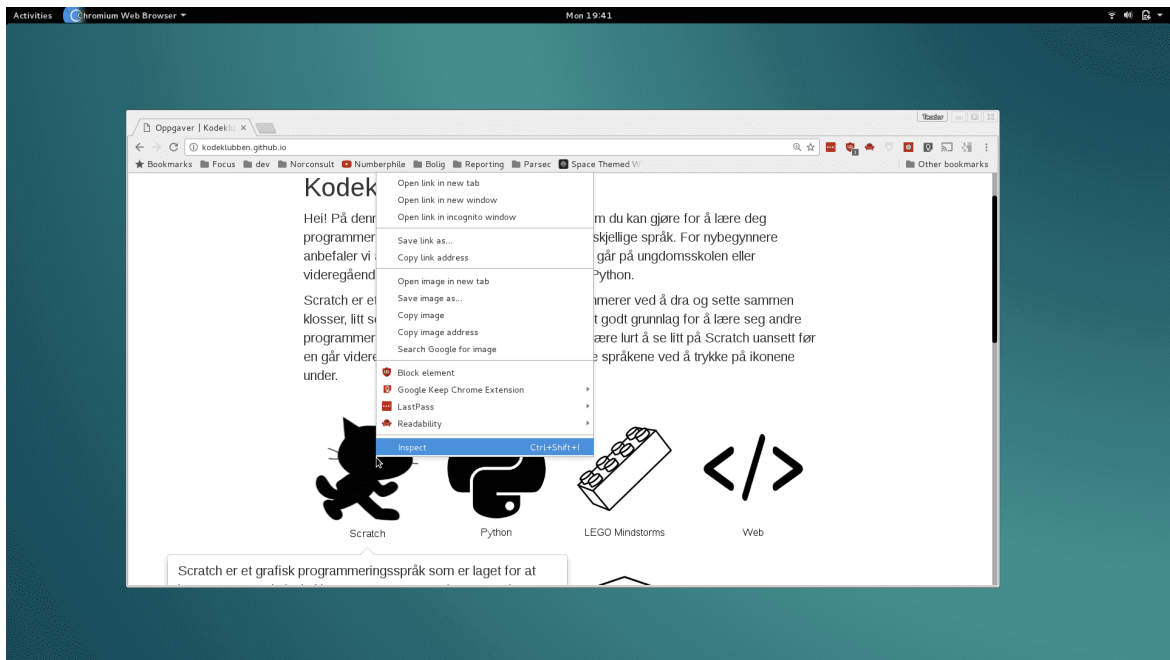 Activities Chromium Web Browser Mon 19:41
Oppgaver | Kodeklu
kodeklubben.github.io
Bookmarks Focus dev Norconsult Numberphile Bolig Reporting Parsec Space Themed W Other bookmarks
Kodek
Hei! På denn m du kan gjøre for å lære deg
programmer skjellige språk. For nybegynnere
anbefaler vi går på ungdomsskolen eller
videregående Python.
Scratch er et mmerer ved å dra og sette sammen
klosser, litt so t godt grunnlag for å lære seg andre
programmer ære lurt å se litt på Scratch uansett før
en går videre e språkene ved å trykke på ikonene
under.
Open link in new tab
Open link in new window
Open link in incognito window
Save link as...
Copy link address
Open image in new tab
Save image as...
Copy image
Copy image address
Search Google for image
Block element
Google Keep Chrome Extension
LastPass
Readability
Inspect Ctrl+Shift+I
Scratch Python LEGO Mindstorms Web
Scratch er et grafisk programmeringsspråk som er laget for at